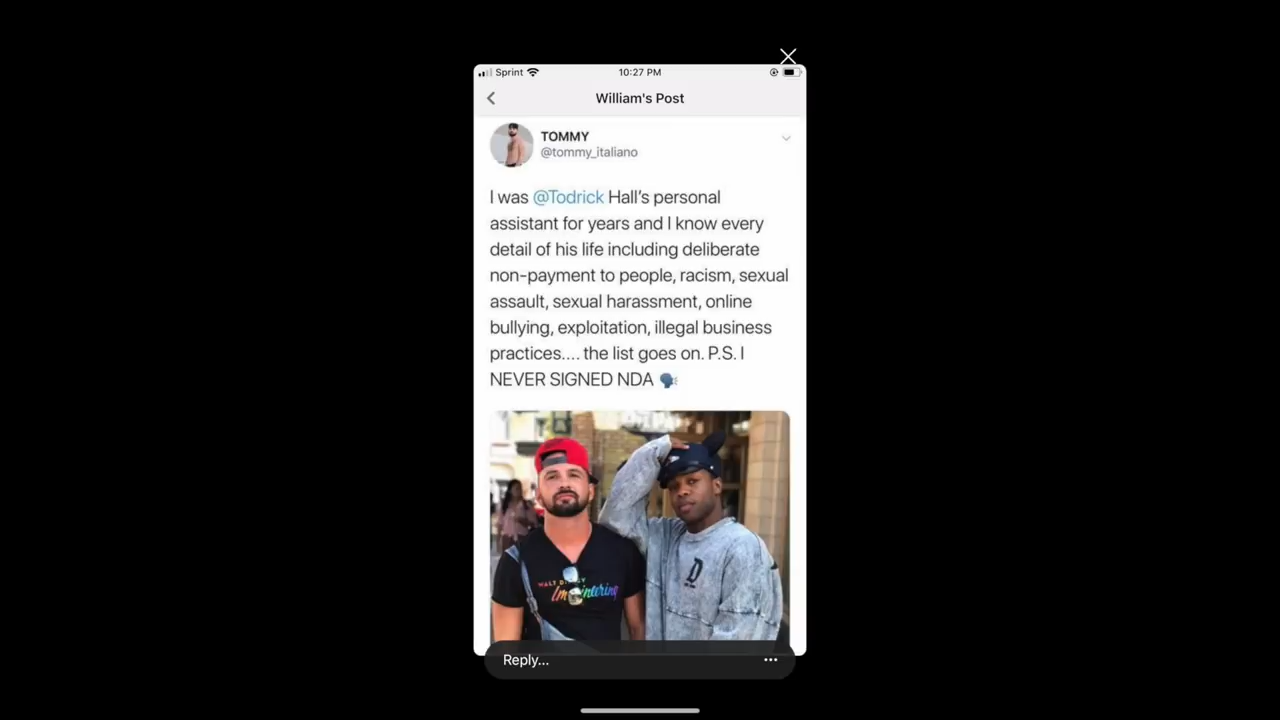 Sprint
10:27 PM
William's Post
TOMMY
@tommy_italiano
I was @Todrick Hall's personal
assistant for years and I know every
detail of his life including deliberate
non-payment to people, racism, sexual
assault, sexual harassment, online
bullying, exploitation, illegal business
practices.... the list goes on. P.S. I
NEVER SIGNED NDA 🗣
WALT
Imagineering
D
Reply...